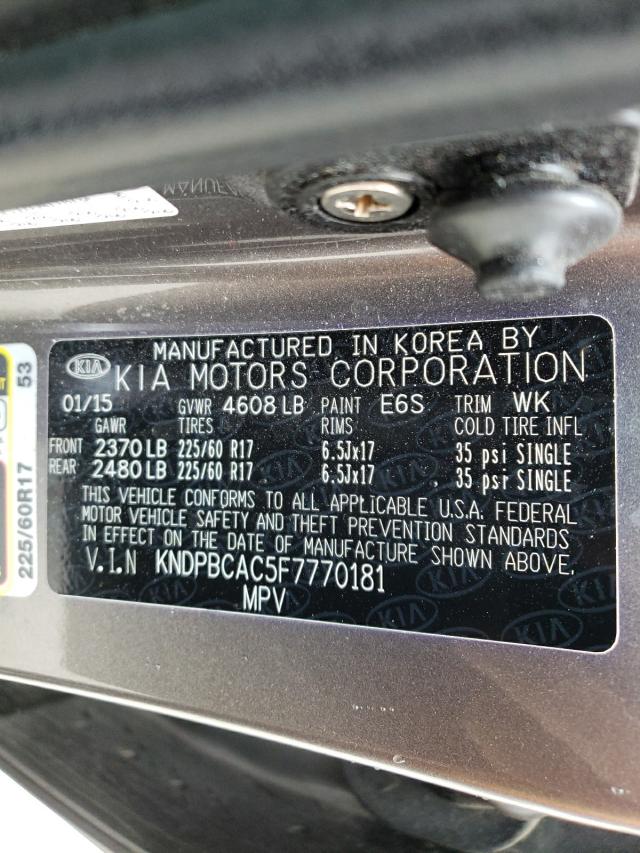 MANUFA
MANUFACTURED IN KOREA BY
KIA KIA MOTORS CORPORATION
01/15 GVWR 4608 LB PAINT E6S TRIM WK
GAWR TIRES RIMS COLD TIRE INFL
FRONT 2370 LB 225/60 R17 6.5Jx17 35 psi SINGLE
REAR 2480 LB 225/60 R17 6.5Jx17 35 psi SINGLE
THIS VEHICLE CONFORMS TO ALL APPLICABLE U.S.A. FEDERAL
MOTOR VEHICLE SAFETY AND THEFT PREVENTION STANDARDS
IN EFFECT ON THE DATE OF MANUFACTURE SHOWN ABOVE.
V.I.N KNDPBCAC5F7770181
MPV
225/60R17 53